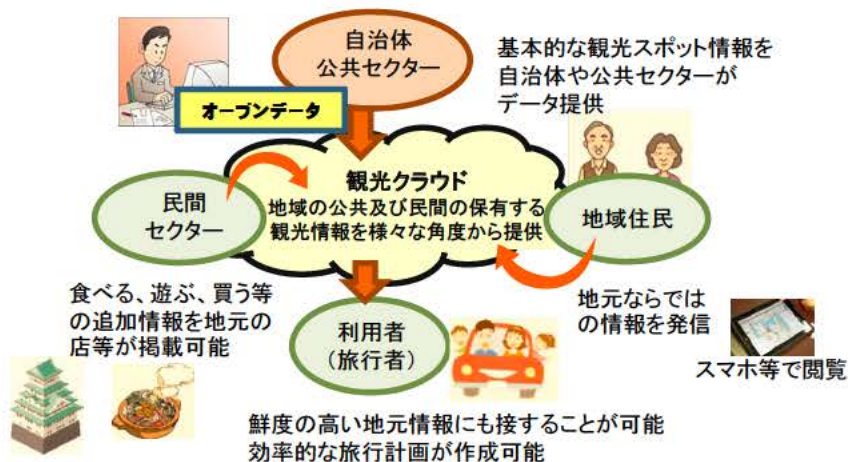 自治体
公共セクター
オープンデータ
基本的な観光スポット情報を
自治体や公共セクターが
データ提供
観光クラウド
地域の公共及び民間の保有する
観光情報を様々な角度から提供
民間
セクター
地域住民
食べる、遊ぶ、買う等
の追加情報を地元の
店等が掲載可能
利用者
(旅行者)
地元ならでは
の情報を発信
スマホ等で閲覧
鮮度の高い地元情報にも接することが可能
効率的な旅行計画が作成可能